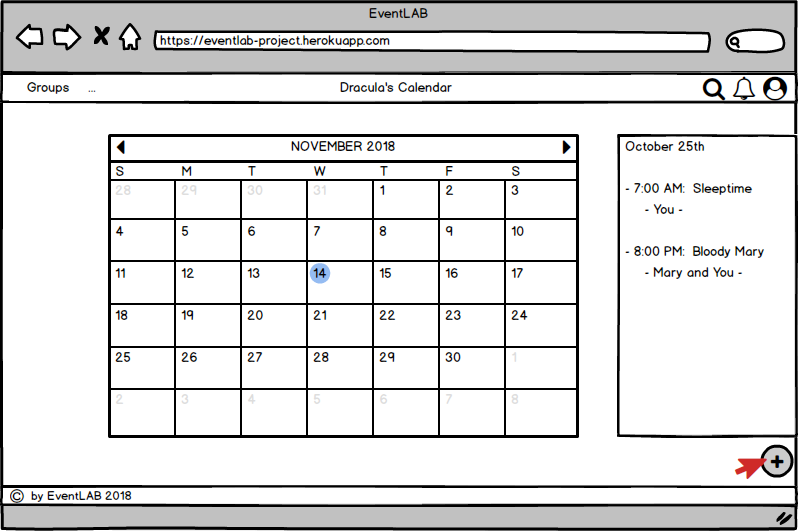 EventLAB
https://eventlab-project.herokuapp.com
Groups ... Dracula's Calendar
NOVEMBER 2018
S M T W T F S
28 29 30 31 1 2 3
4 5 6 7 8 9 10
11 12 13 14 15 16 17
18 19 20 21 22 23 24
25 26 27 28 29 30 1
2 3 4 5 6 7 8
October 25th
- 7:00 AM: Sleeptime
- You -
- 8:00 PM: Bloody Mary
- Mary and You -
© by EventLAB 2018